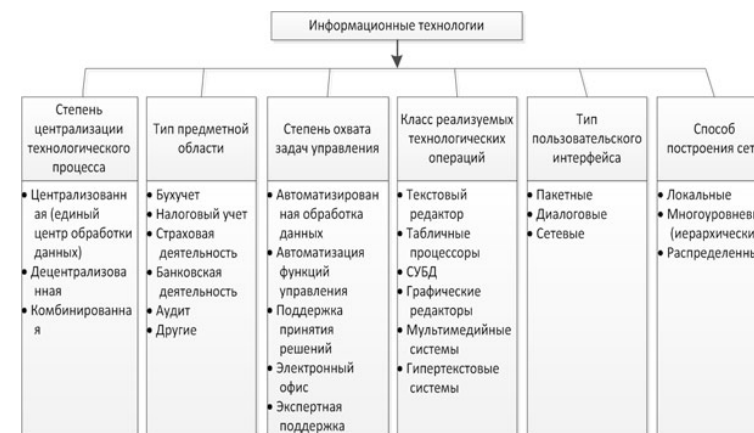 Информационные технологии
Степень
централизации
технологического
процесса
• Централизованн
ая (единый
центр обработки
данных)
• Децентрализова
нная
• Комбинированна
я
Тип предметной
области
• Бухучет
• Налоговый учет
• Страховая
деятельность
• Банковская
деятельность
• Аудит
• Другие
Степень охвата
задач управления
• Автоматизирован
ная обработка
данных
• Автоматизация
функций
управления
• Поддержка
принятия
решений
• Электронный
офис
• Экспертная
поддержка
Класс реализуемых
технологических
операций
• Текстовый
редактор
• Табличные
процессоры
• СУБД
• Графические
редакторы
• Мультимедийные
системы
• Гипертекстовые
системы
Тип
пользовательского
интерфейса
• Пакетные
• Диалоговые
• Сетевые
Способ
построения сет
• Локальные
• Многоуровнев
(иерархически
• Распределенн